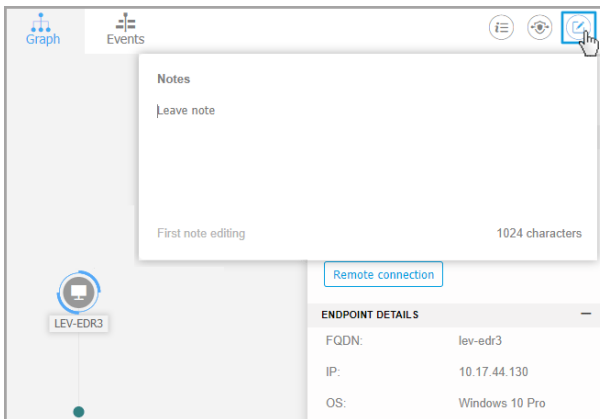 Graph
Events
Notes
Leave note
First note editing
1024 characters
Remote connection
LEV-EDR3
ENDPOINT DETAILS
FQDN: lev-edr3
IP: 10.17.44.130
OS: Windows 10 Pro